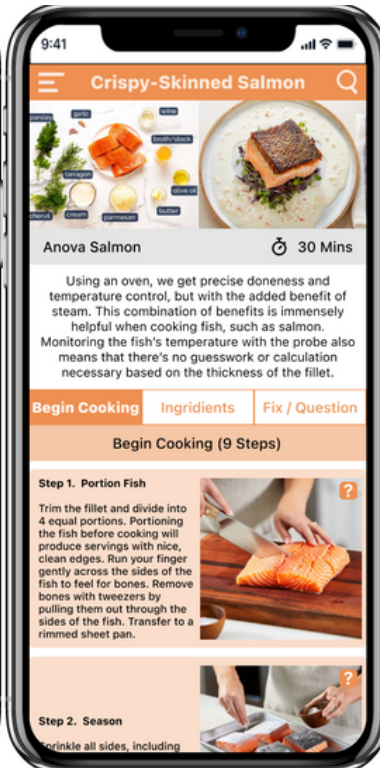 9:41
Crispy-Skinned Salmon
parsley
garlic
wine
broth/stock
tarragon
olive oil
chervil
cream
parmesan
butter
Anova Salmon
30 Mins
Using an oven, we get precise doneness and
temperature control, but with the added benefit of
steam. This combination of benefits is immensely
helpful when cooking fish, such as salmon.
Monitoring the fish's temperature with the probe also
means that there's no guesswork or calculation
necessary based on the thickness of the fillet.
Begin Cooking
Ingridients
Fix / Question
Begin Cooking (9 Steps)
Step 1. Portion Fish
Trim the fillet and divide into
4 equal portions. Portioning
the fish before cooking will
produce servings with nice,
clean edges. Run your finger
gently across the sides of the
fish to feel for bones. Remove
bones with tweezers by
pulling them out through the
sides of the fish. Transfer to a
rimmed sheet pan.
?
?
Step 2. Season
Sprinkle all sides, including